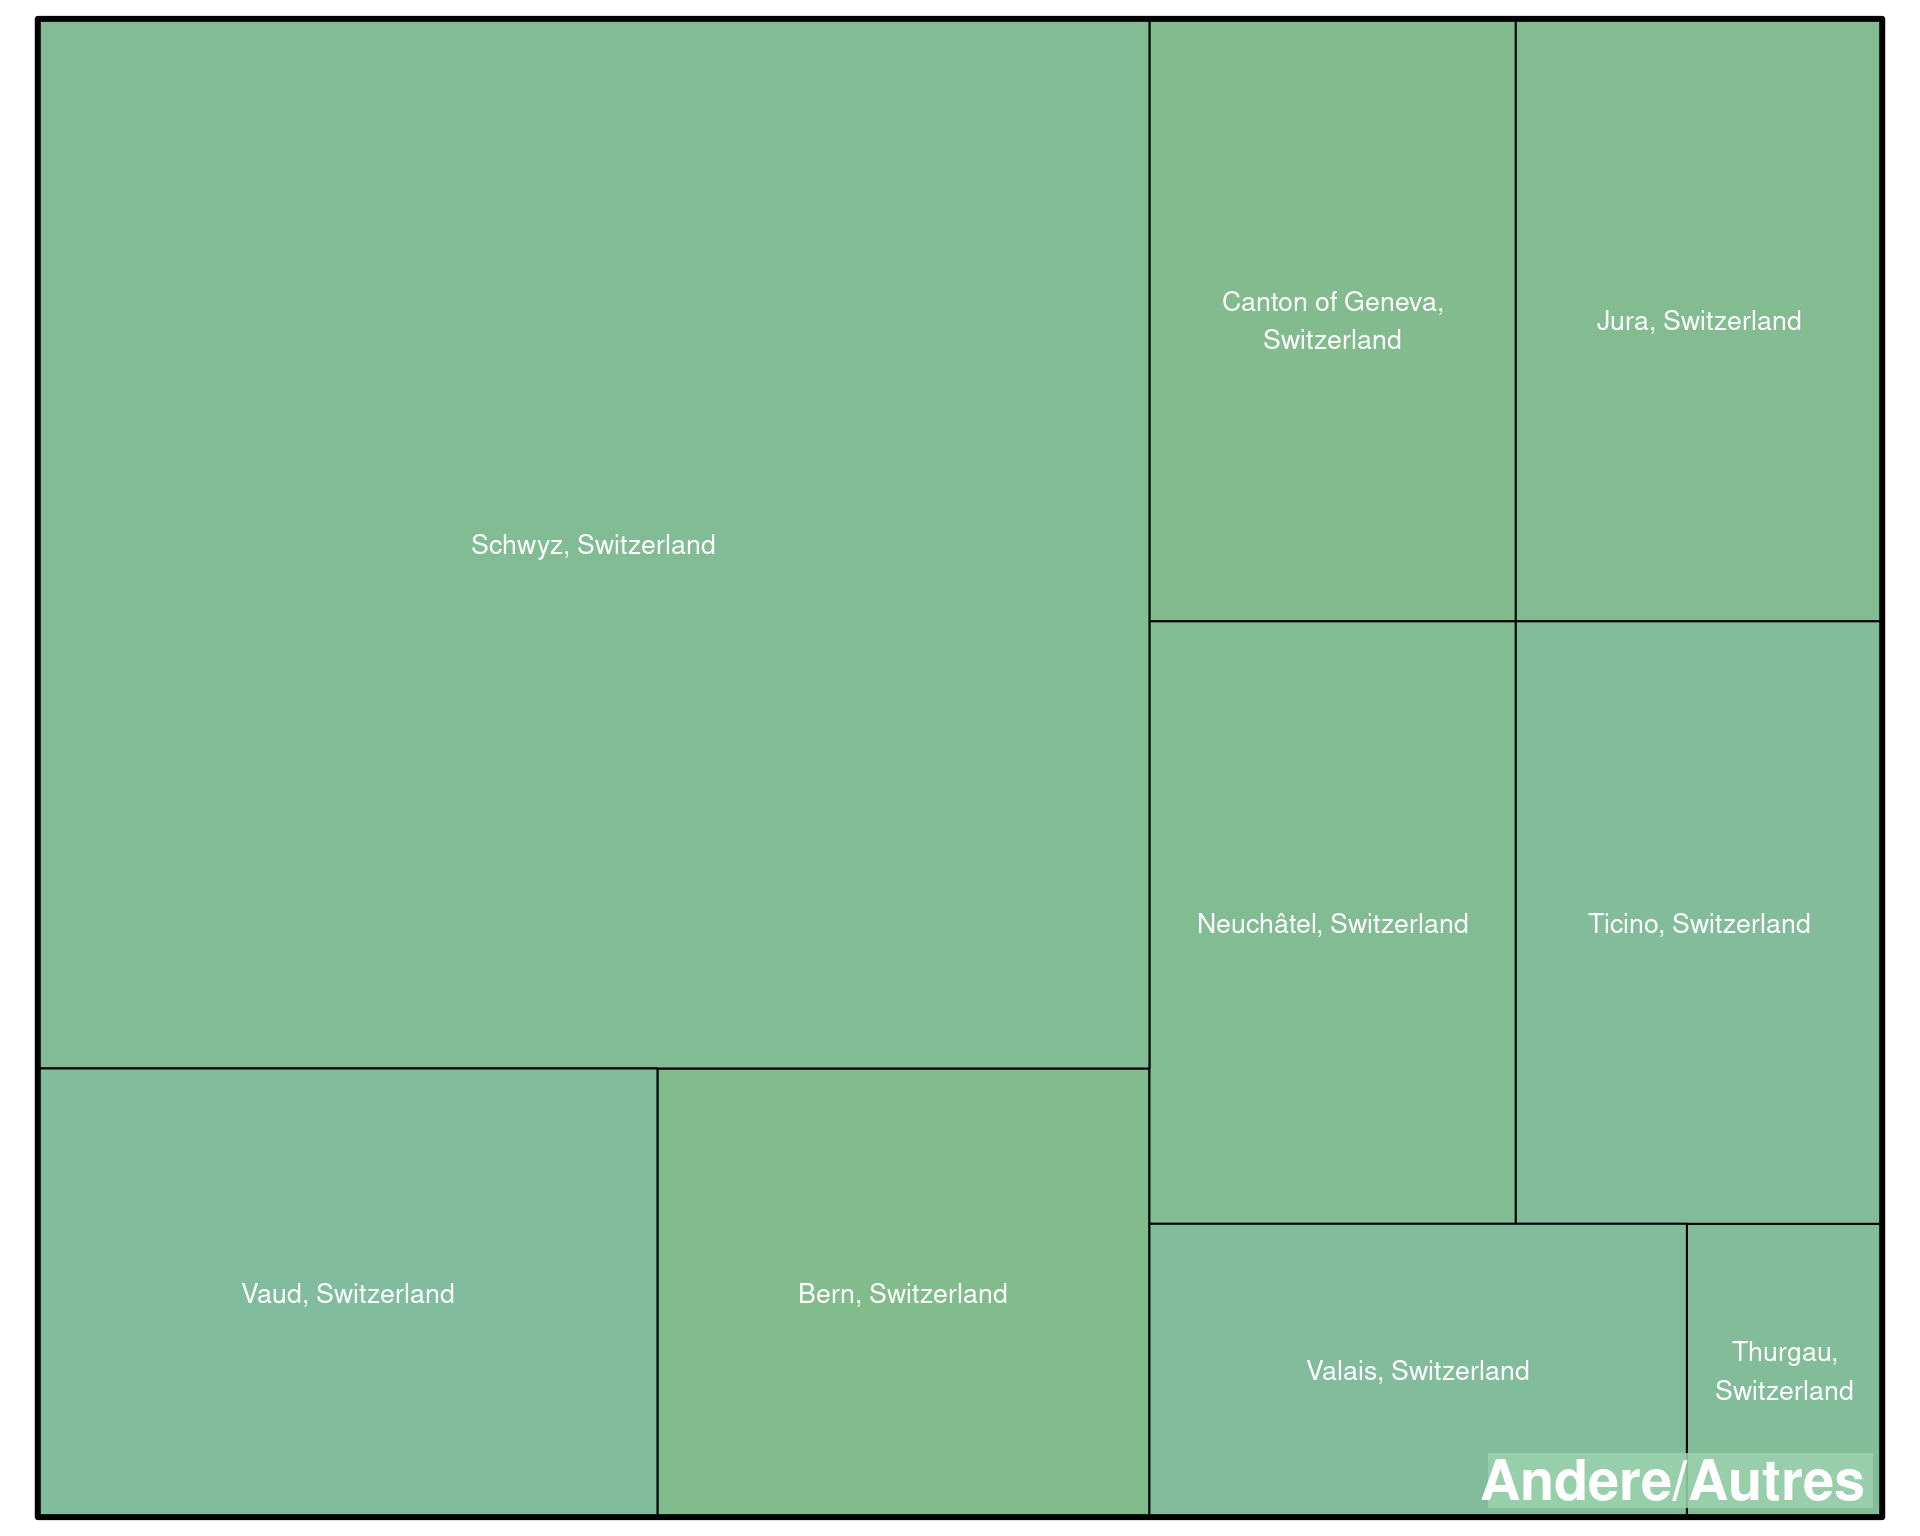 Schwyz, Switzerland
Canton of Geneva,
Switzerland
Jura, Switzerland
Neuchâtel, Switzerland
Ticino, Switzerland
Vaud, Switzerland
Bern, Switzerland
Valais, Switzerland
Thurgau,
Switzerland
Andere/Autres